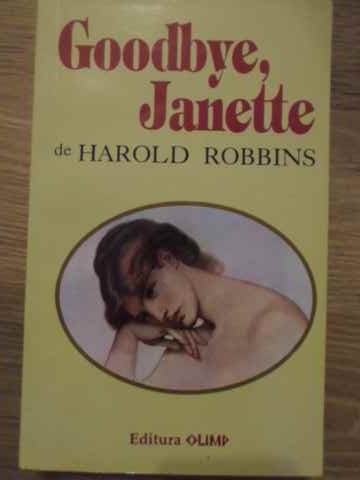 Goodbye,
Janette
de HAROLD ROBBINS
Editura OLIMP